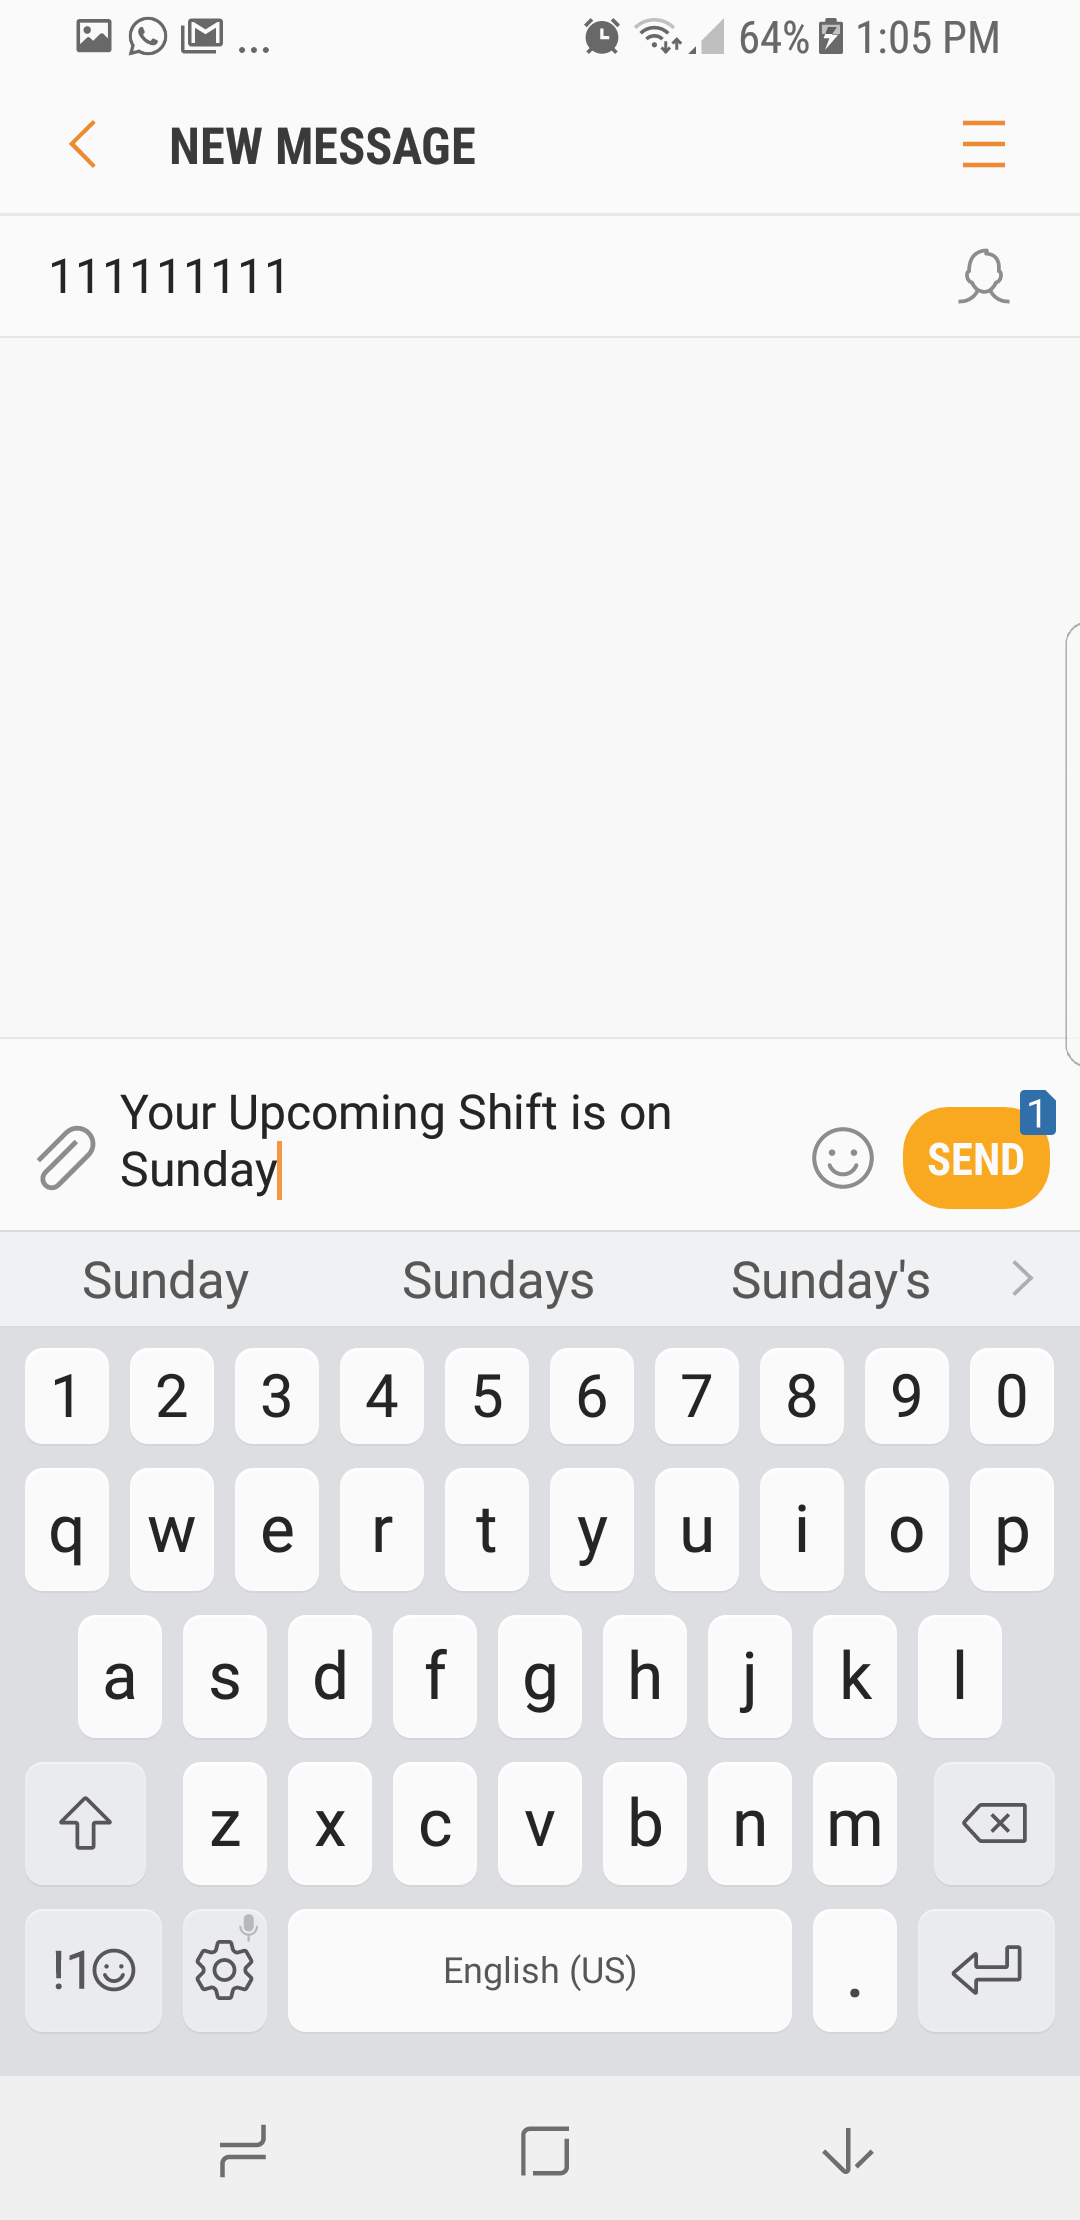 ... 64% 1:05 PM
NEW MESSAGE
111111111
Your Upcoming Shift is on
Sunday
1
SEND
Sunday Sundays Sunday's
1 2 3 4 5 6 7 8 9 0
q w e r t y u i o p
a s d f g h j k l
z x c v b n m
!1 English (US) .